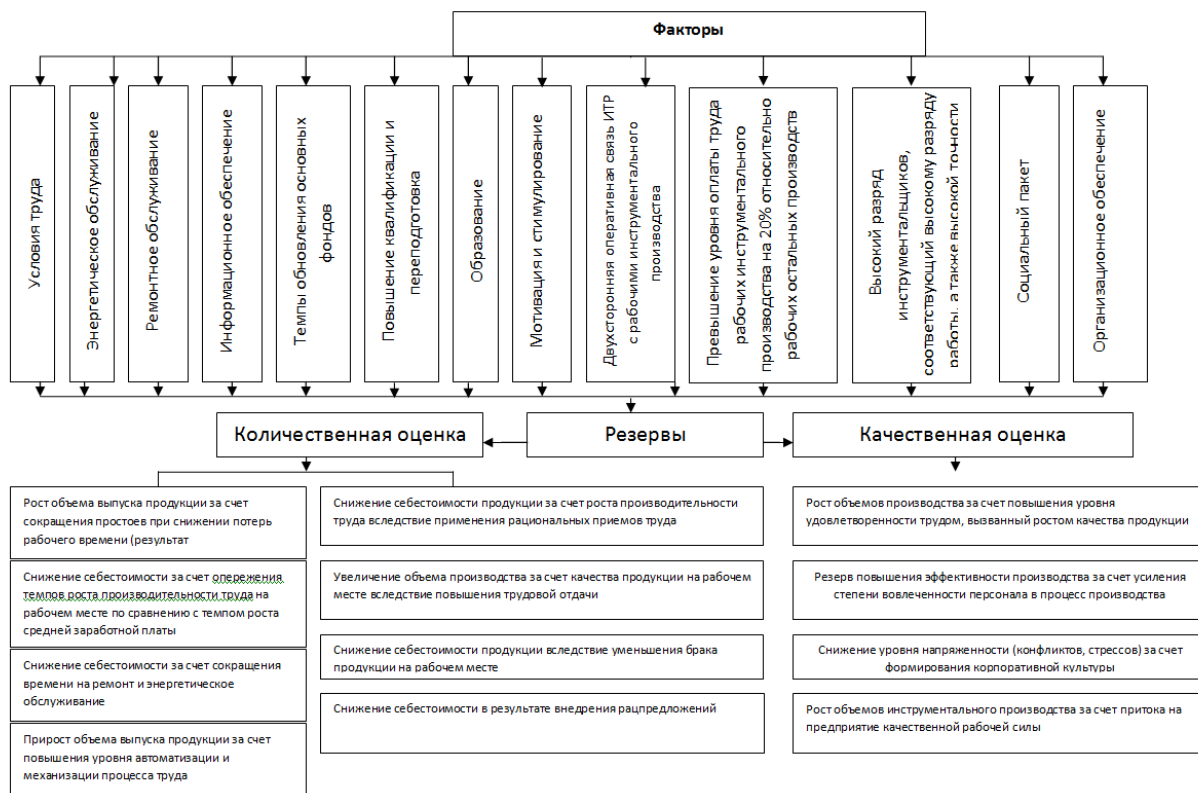 Факторы
Условия труда
Энергетическое обслуживание
Ремонтное обслуживание
Информационное обеспечение
Темпы обновления основных
фондов
Повышение квалификации и
переподготовка
Образование
Мотивация и стимулирование
Двухсторонняя оперативная связь ИТР
с рабочими инструментального
производства
Превышение уровня оплаты труда
рабочих инструментального
производства на 20% относительно
рабочих остальных производств
Высокий разряд
инструментальщиков,
соответствующий высокому разряду
работы, а также высокой точности
Социальный пакет
Организационное обеспечение
Количественная оценка
Резервы
Качественная оценка
Рост объема выпуска продукции за счет
сокращения простоев при снижении потерь
рабочего времени (результат
Снижение себестоимости за счет опережения
темпов роста производительности труда на
рабочем месте по сравнению с темпом роста
средней заработной платы
Снижение себестоимости за счет сокращения
времени на ремонт и энергетическое
обслуживание
Прирост объема выпуска продукции за счет
повышения уровня автоматизации и
механизации процесса труда
Снижение себестоимости продукции за счет роста производительности
труда вследствие применения рациональных приемов труда
Увеличение объема производства за счет качества продукции на рабочем
месте вследствие повышения трудовой отдачи
Снижение себестоимости продукции вследствие уменьшения брака
продукции на рабочем месте
Снижение себестоимости в результате внедрения рацпредложений
Рост объемов производства за счет повышения уровня
удовлетворенности трудом, вызванный ростом качества продукции
Резерв повышения эффективности производства за счет усиления
степени вовлеченности персонала в процесс производства
Снижение уровня напряженности (конфликтов, стрессов) за счет
формирования корпоративной культуры
Рост объемов инструментального производства за счет притока на
предприятие качественной рабочей силы